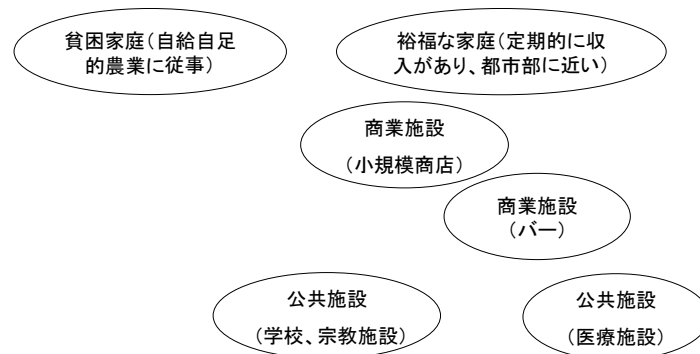 貧困家庭(自給自足
的農業に従事)
裕福な家庭(定期的に収
入があり、都市部に近い)
商業施設
(小規模商店)
商業施設
(バー)
公共施設
(学校、宗教施設)
公共施設
(医療施設)